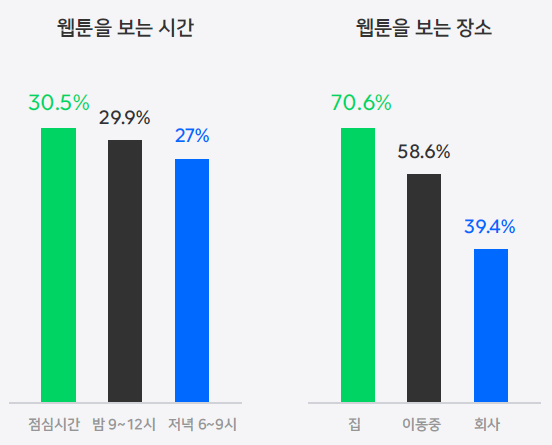 웹툰을 보는 시간
30.5%
29.9%
27%
점심시간 밤 9~12시 저녁 6~9시
웹툰을 보는 장소
70.6%
58.6%
39.4%
집 이동중 회사